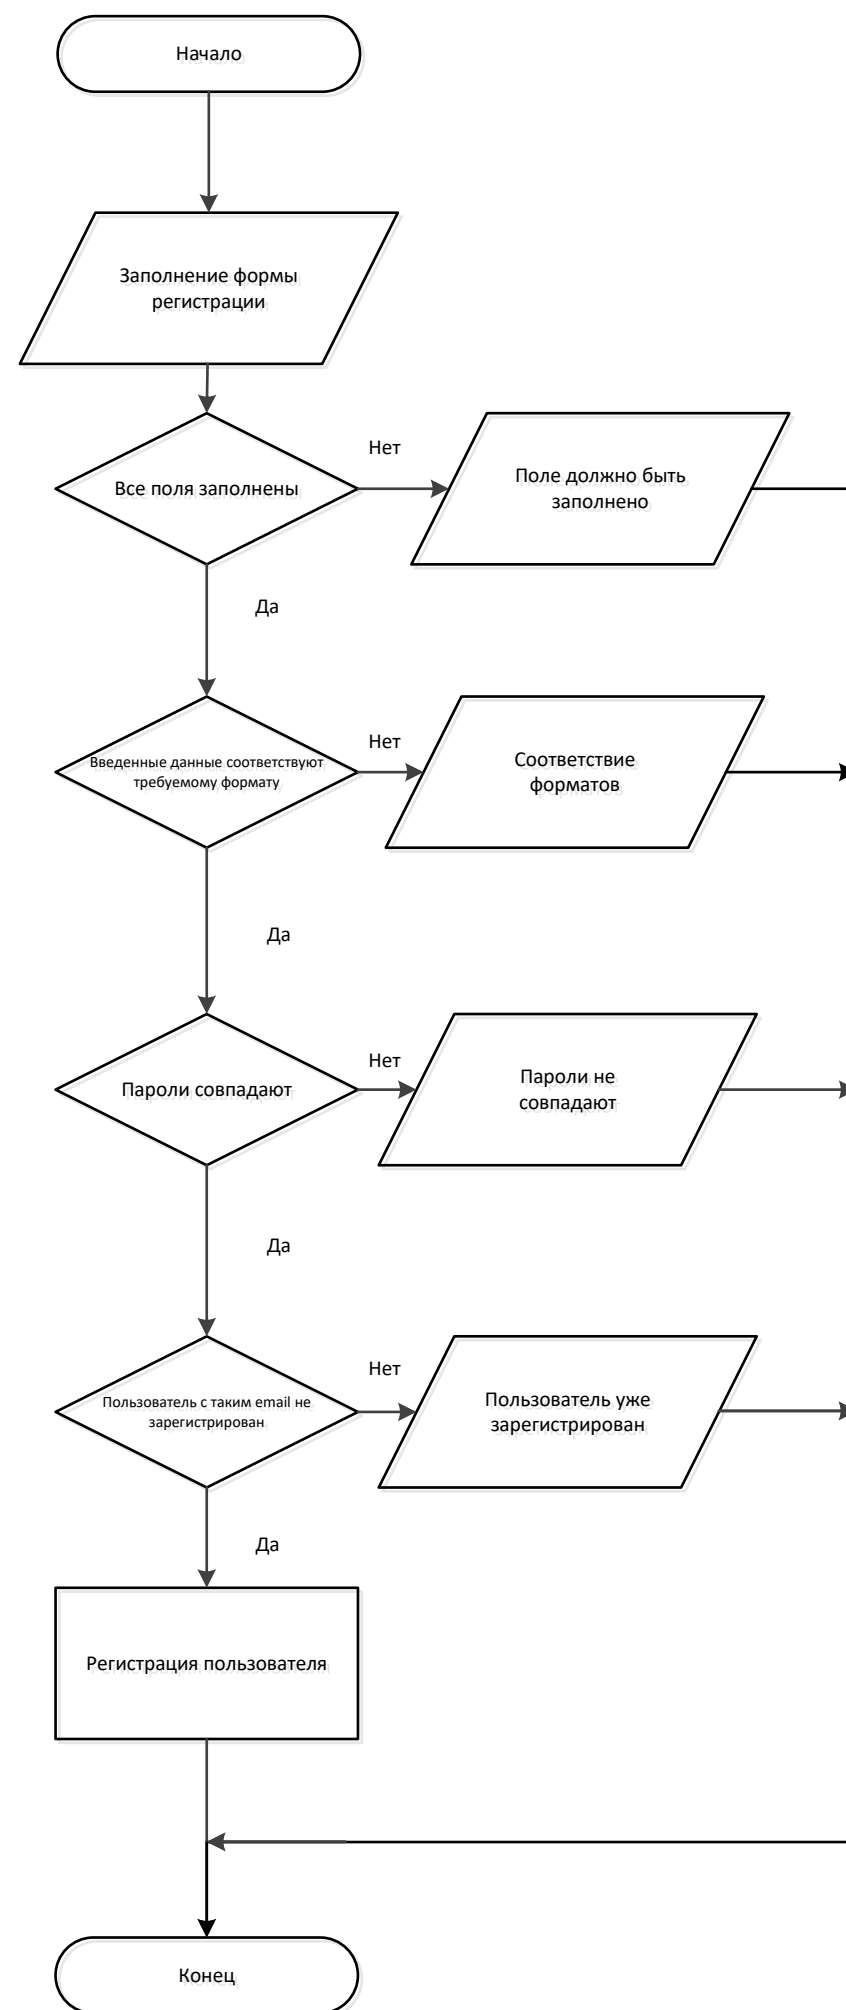 Начало
Заполнение формы
регистрации
Все поля заполнены
Нет
Поле должно быть
заполнено
Да
Введенные данные соответствуют
требуемому формату
Нет
Соответствие
форматов
Да
Пароли совпадают
Нет
Пароли не
совпадают
Да
Пользователь с таким email не
зарегистрирован
Нет
Пользователь уже
зарегистрирован
Да
Регистрация пользователя
Конец